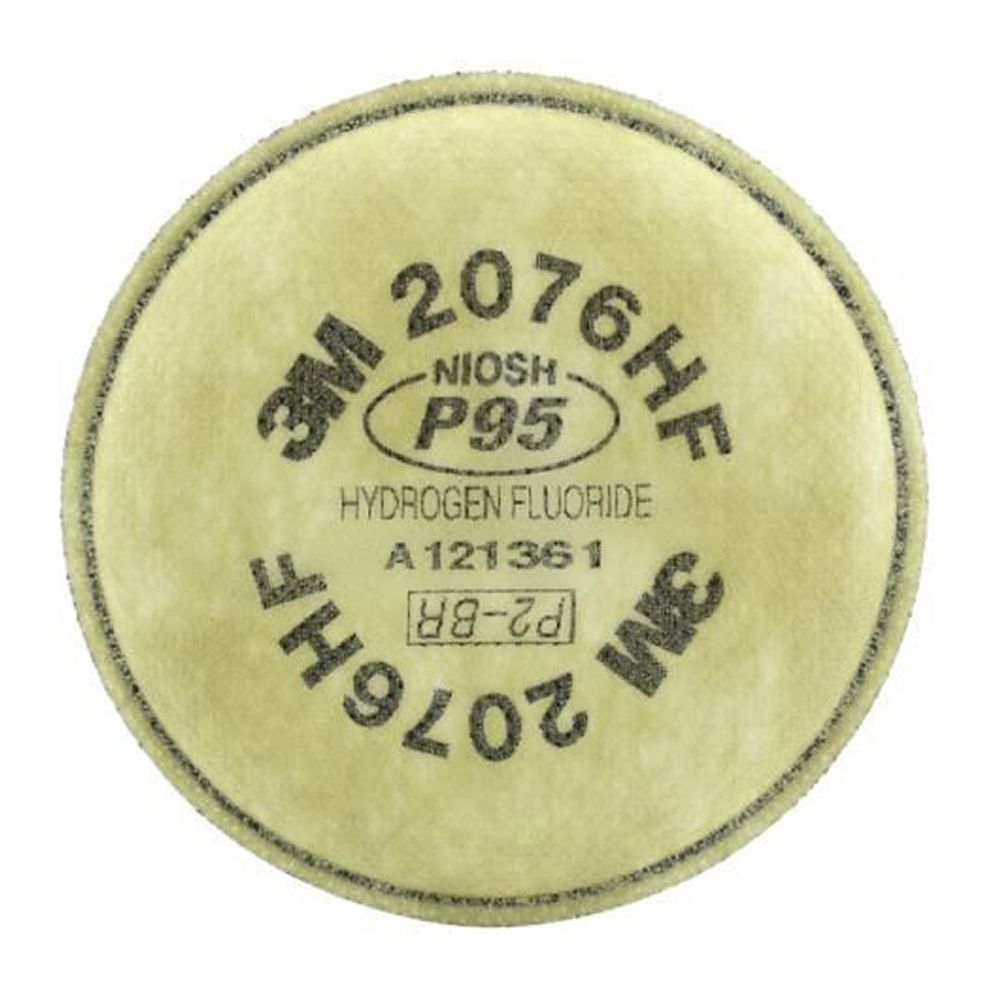 3M 2076HF
NIOSH
P95
HYDROGEN FLUORIDE
A121361
P2-BR
3M 2076HF